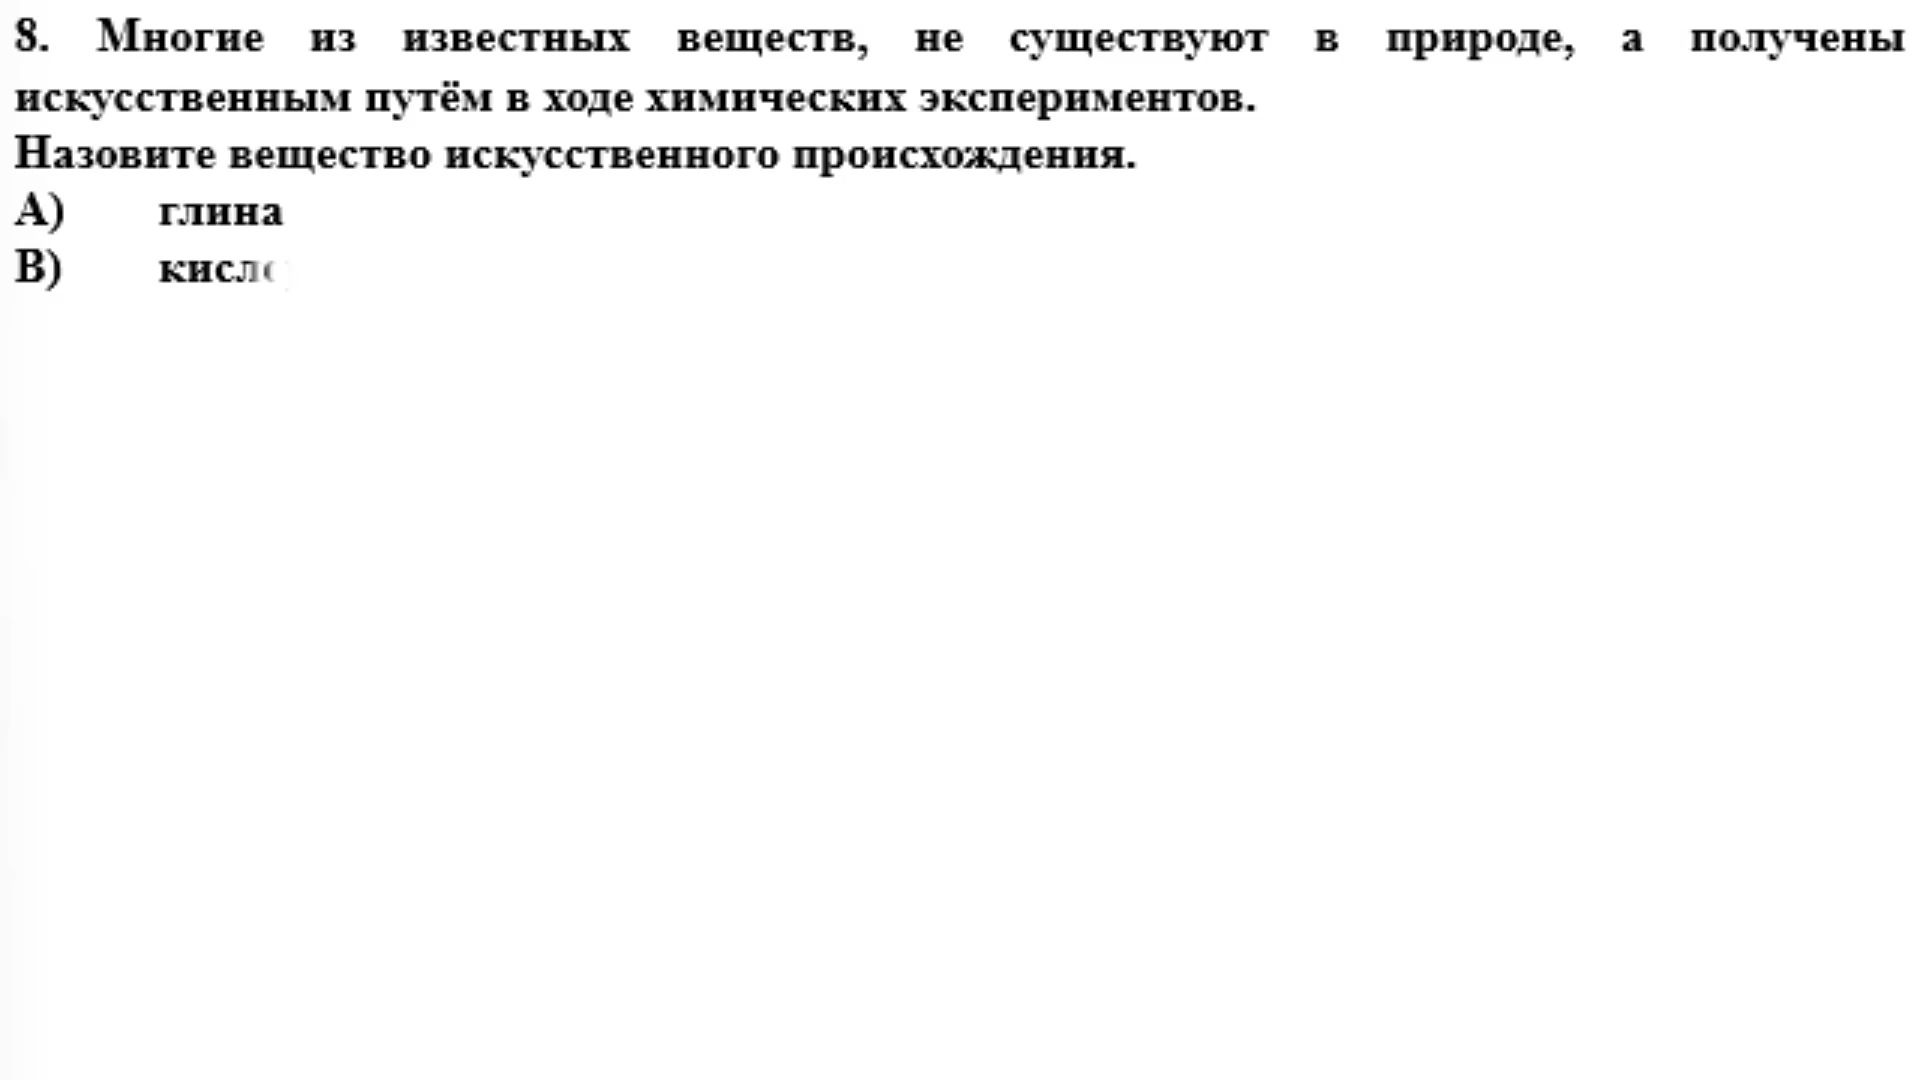 8. Многие из известных веществ, не существуют в природе, а получены
искусственным путём в ходе химических экспериментов.
Назовите вещество искусственного происхождения.
А) глина
В)